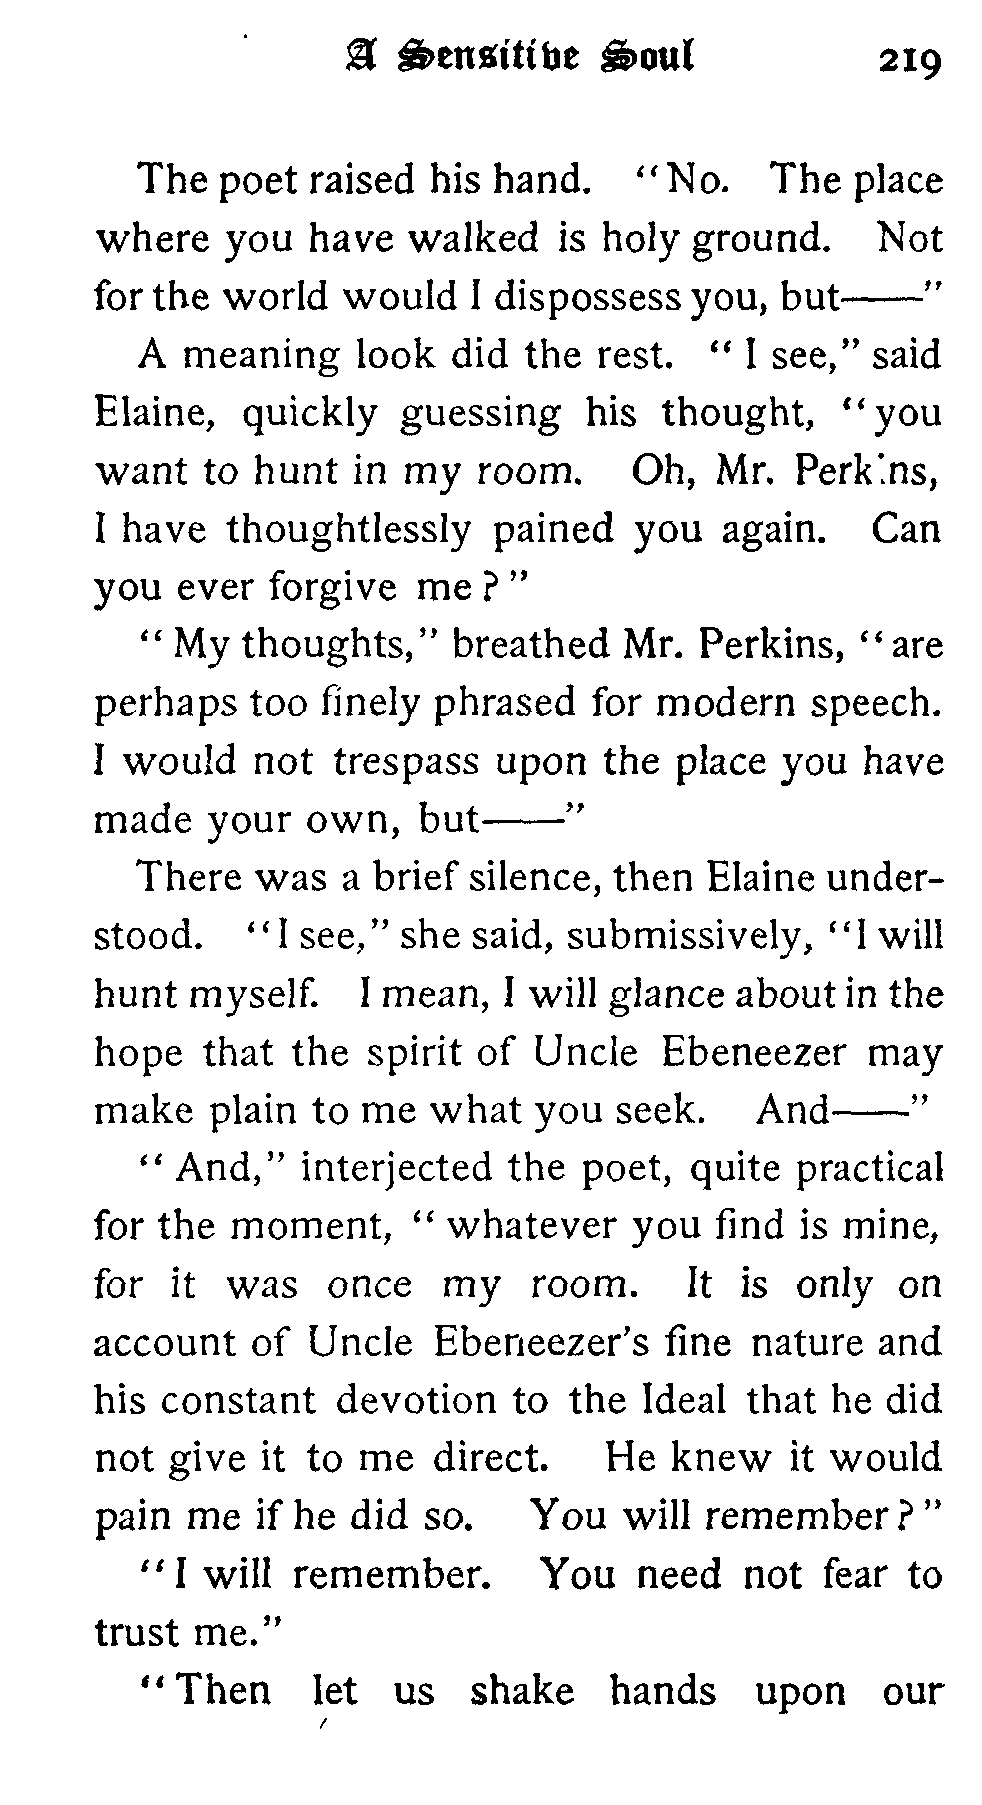 A Sensitive Soul 219
The poet raised his hand. "No. The place
where you have walked is holy ground. Not
for the world would I dispossess you, but——"
A meaning look did the rest. "I see," said
Elaine, quickly guessing his thought, "you
want to hunt in my room. Oh, Mr. Perkins,
I have thoughtlessly pained you again. Can
you ever forgive me?"
"My thoughts," breathed Mr. Perkins, "are
perhaps too finely phrased for modern speech.
I would not trespass upon the place you have
made your own, but——"
There was a brief silence, then Elaine under-
stood. "I see," she said, submissively, "I will
hunt myself. I mean, I will glance about in the
hope that the spirit of Uncle Ebeneezer may
make plain to me what you seek. And——"
"And," interjected the poet, quite practical
for the moment, "whatever you find is mine,
for it was once my room. It is only on
account of Uncle Ebeneezer's fine nature and
his constant devotion to the Ideal that he did
not give it to me direct. He knew it would
pain me if he did so. You will remember?"
"I will remember. You need not fear to
trust me."
"Then let us shake hands upon our